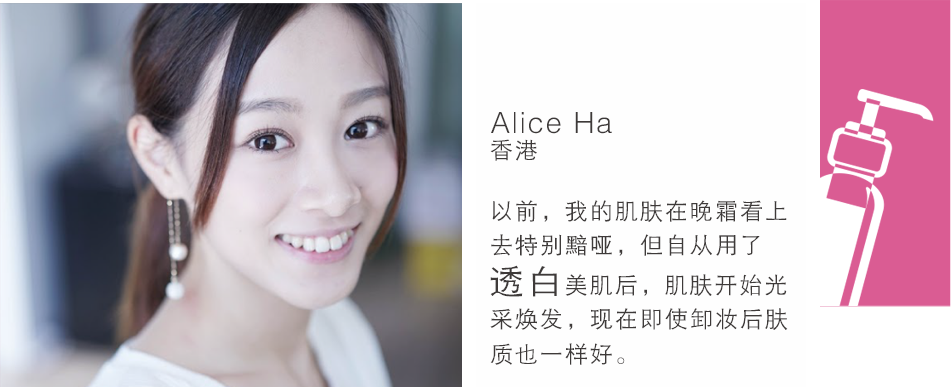 Alice Ha
香港
以前，我的肌肤在晚霜看上
去特别黯哑，但自从用了
透白美肌后，肌肤开始光
采焕发，现在即使卸妆后肤
质也一样好。